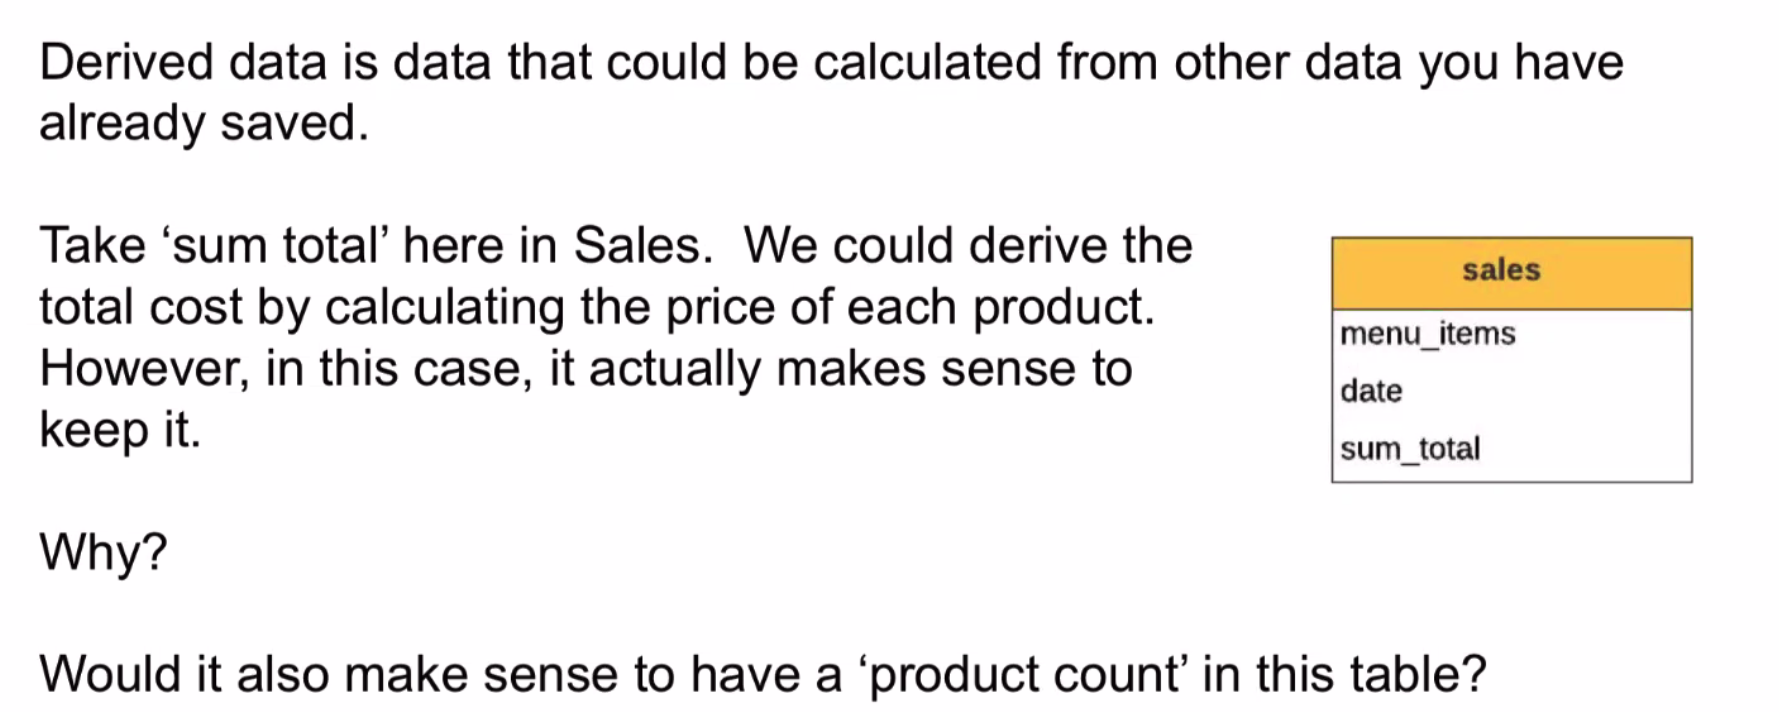 Derived data is data that could be calculated from other data you have
already saved.
Take ‘sum total’ here in Sales.  We could derive the
total cost by calculating the price of each product.
However, in this case, it actually makes sense to
keep it.
sales
menu_items
date
sum_total
Why?
Would it also make sense to have a ‘product count’ in this table?